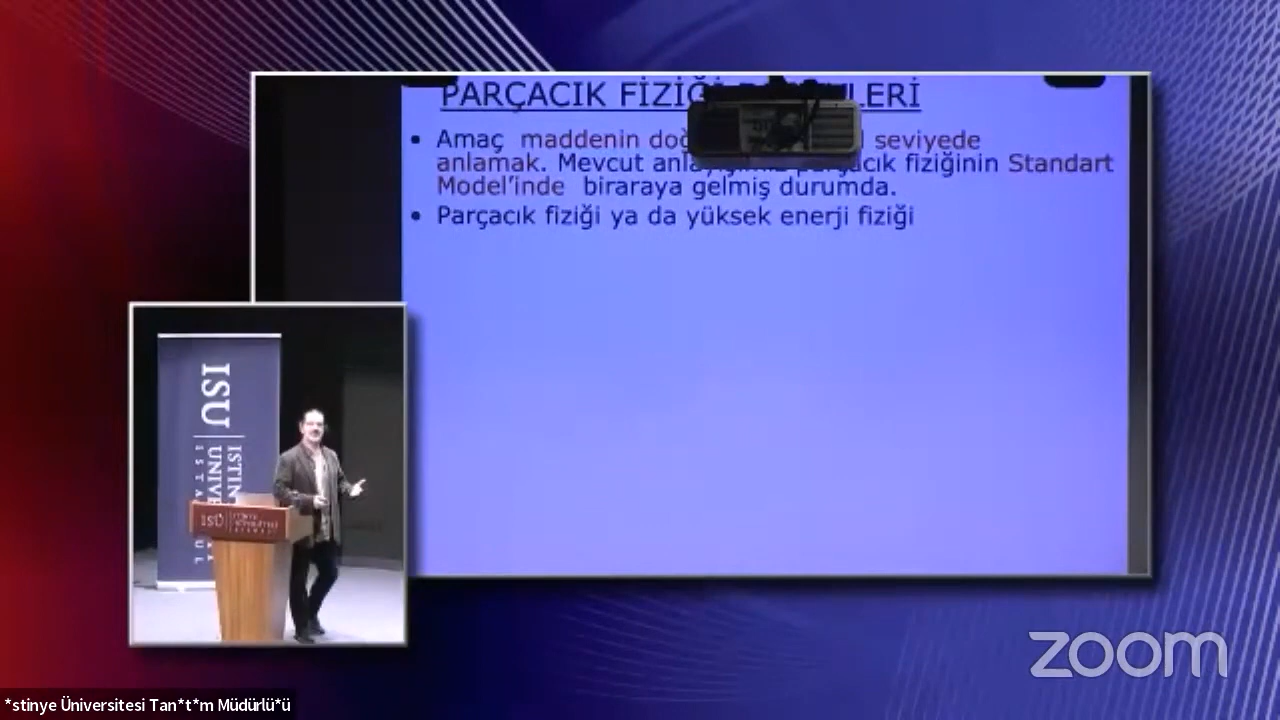 PARÇACIK FİZİĞİ
• Amaç maddenin seviyede
anlamak. Mevcut parçacık fiziğinin Standart
Model’inde biraraya gelmiş durumda.
• Parçacık fiziği ya da yüksek enerji fiziği
ISU
ISU
zoom
*stinye Üniversitesi Tan*t*m Müdürlü*ü